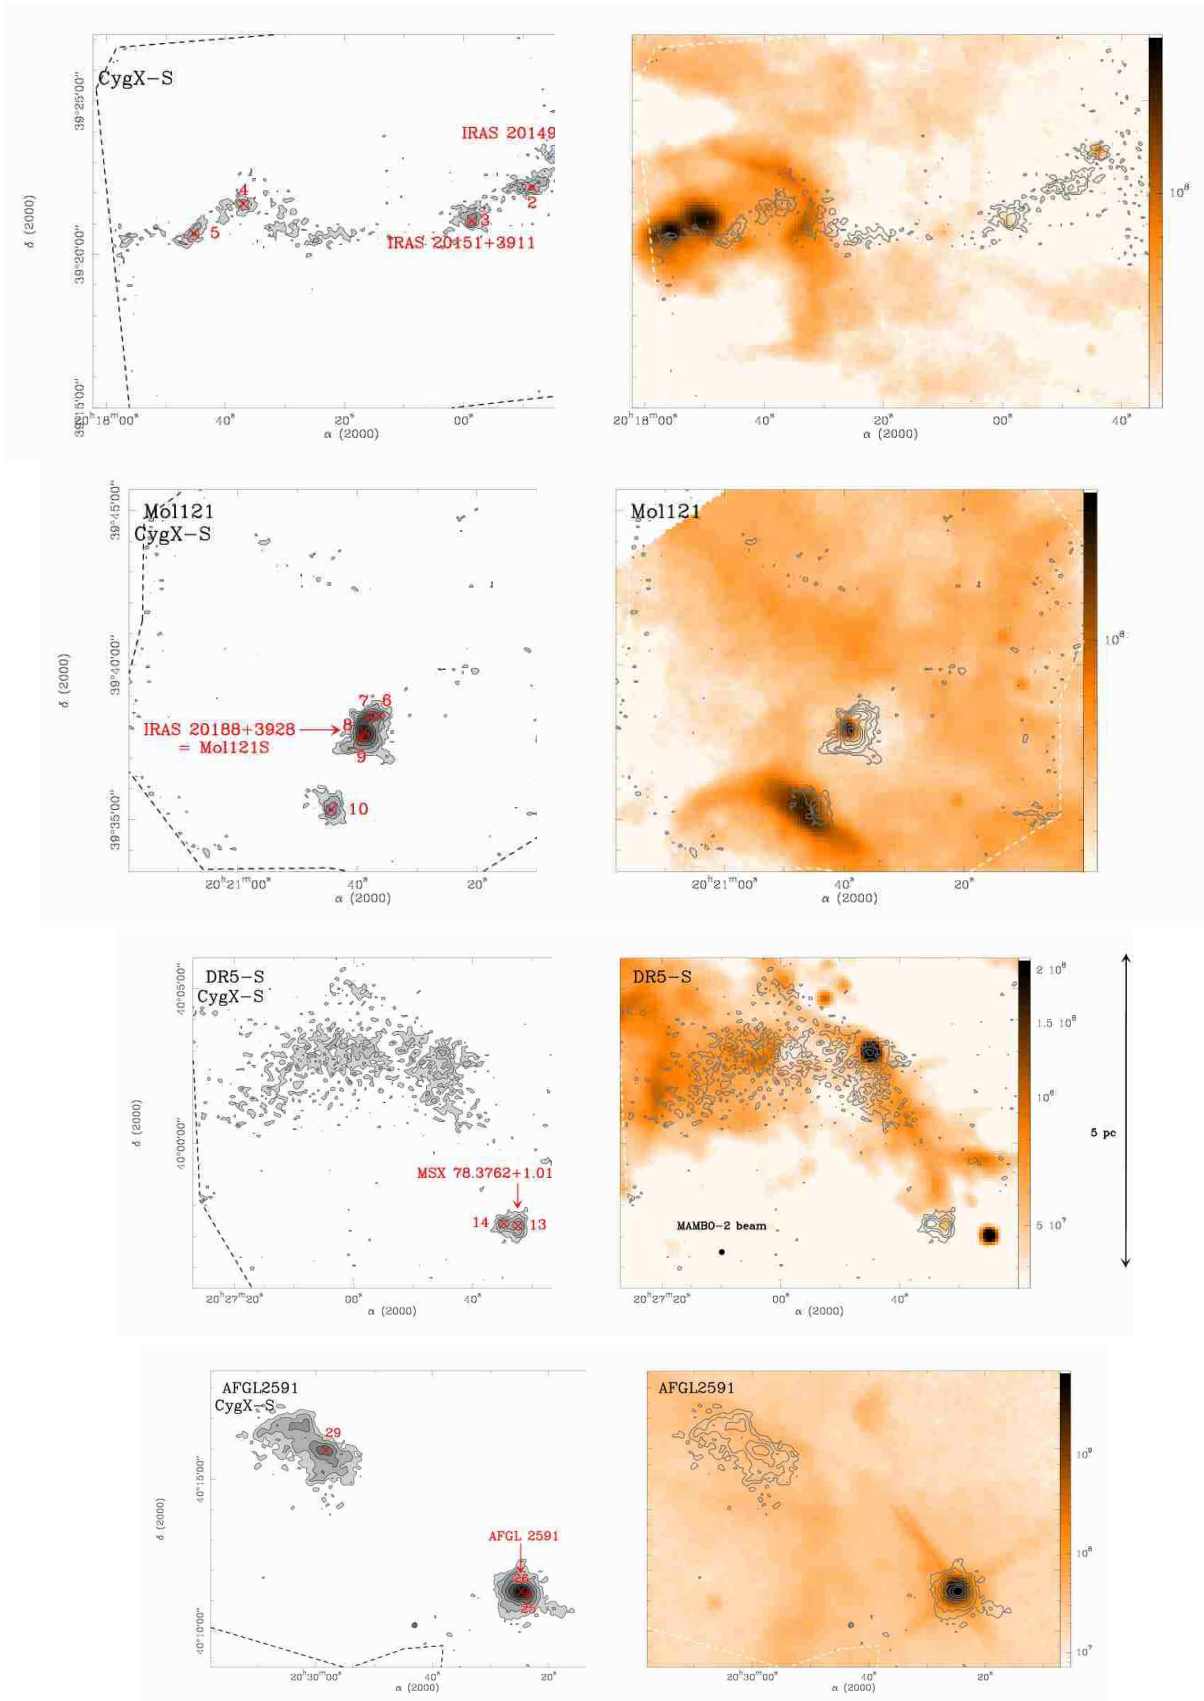 CygX-S
IRAS 20149
4
2
3
5
IRAS 20451+3911
39°25'00"
39°20'00"
39°15'00"
δ (2000)
20ʰ18ᵐ00ˢ
40ˢ
20ˢ
00ˢ
α (2000)
10⁸
20ʰ18ᵐ00ˢ
40ˢ
20ˢ
00ˢ
40ˢ
α (2000)
Mol121
CygX-S
7
6
8
IRAS 20188+3928
= Mol121S
9
10
39°45'00"
39°40'00"
39°35'00"
δ (2000)
20ʰ21ᵐ00ˢ
40ˢ
20ˢ
α (2000)
Mol121
10⁸
20ʰ21ᵐ00ˢ
40ˢ
20ˢ
α (2000)
DR5-S
CygX-S
MSX 78.3762+1.01
14
13
40°05'00"
40°00'00"
δ (2000)
20ʰ27ᵐ20ˢ
00ˢ
40ˢ
α (2000)
DR5-S
MAMBO-2 beam
2 10⁸
1.5 10⁸
10⁸
5 10⁷
5 pc
20ʰ27ᵐ20ˢ
00ˢ
40ˢ
α (2000)
AFGL2591
CygX-S
29
AFGL 2591
26
25
40°15'00"
40°10'00"
δ (2000)
20ʰ30ᵐ00ˢ
40ˢ
20ˢ
AFGL2591
10⁹
10⁸
10⁷
20ʰ30ᵐ00ˢ
40ˢ
20ˢ